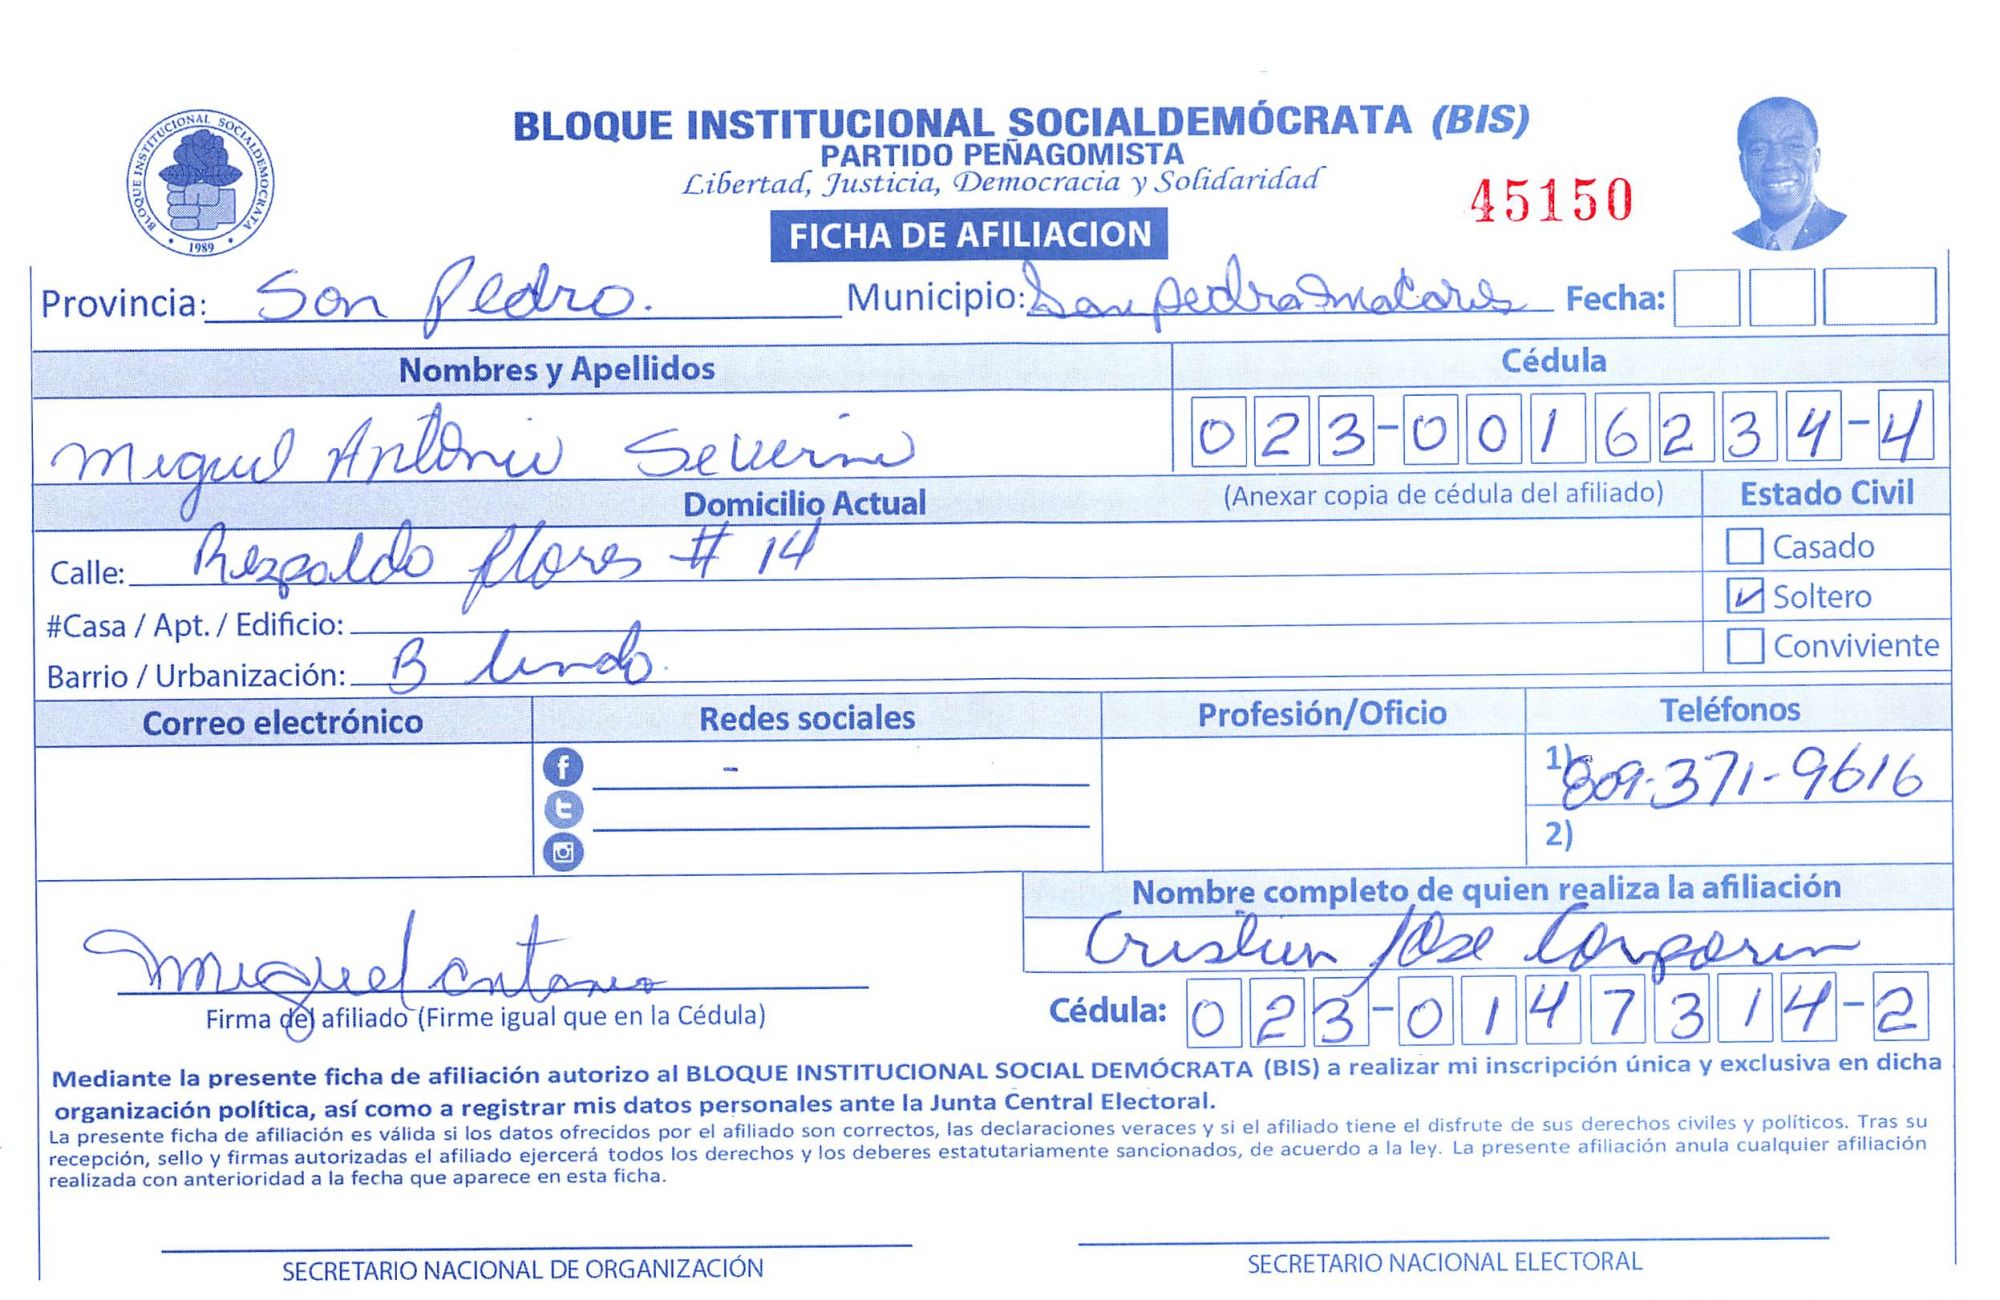 BLOQUE INSTITUCIONAL SOCIALDEMOCRATA
1989
BLOQUE INSTITUCIONAL SOCIALDEMÓCRATA (BIS)
PARTIDO PEÑAGOMISTA
Libertad, Justicia, Democracia y Solidaridad
45150
FICHA DE AFILIACION
Provincia: San Pedro. Municipio: San pedro macoris Fecha:
Nombres y Apellidos Cédula
Miguel Antonio Severino 023-0016234-4
Domicilio Actual (Anexar copia de cédula del afiliado) Estado Civil
Calle: Respaldo flores # 14 Casado
#Casa / Apt. / Edificio: Soltero
Barrio / Urbanización: B lindo. Conviviente
Correo electrónico Redes sociales Profesión/Oficio Teléfonos
f - 1) 809-371-9616
t
2)
Nombre completo de quien realiza la afiliación
Cristian Jose
Miguel antonio
Firma del afiliado (Firme igual que en la Cédula) Cédula: 023-0147314-2
Mediante la presente ficha de afiliación autorizo al BLOQUE INSTITUCIONAL SOCIAL DEMÓCRATA (BIS) a realizar mi inscripción única y exclusiva en dicha
organización política, así como a registrar mis datos personales ante la Junta Central Electoral.
La presente ficha de afiliación es válida si los datos ofrecidos por el afiliado son correctos, las declaraciones veraces y si el afiliado tiene el disfrute de sus derechos civiles y políticos. Tras su
recepción, sello y firmas autorizadas el afiliado ejercerá todos los derechos y los deberes estatutariamente sancionados, de acuerdo a la ley. La presente afiliación anula cualquier afiliación
realizada con anterioridad a la fecha que aparece en esta ficha.
SECRETARIO NACIONAL DE ORGANIZACIÓN SECRETARIO NACIONAL ELECTORAL